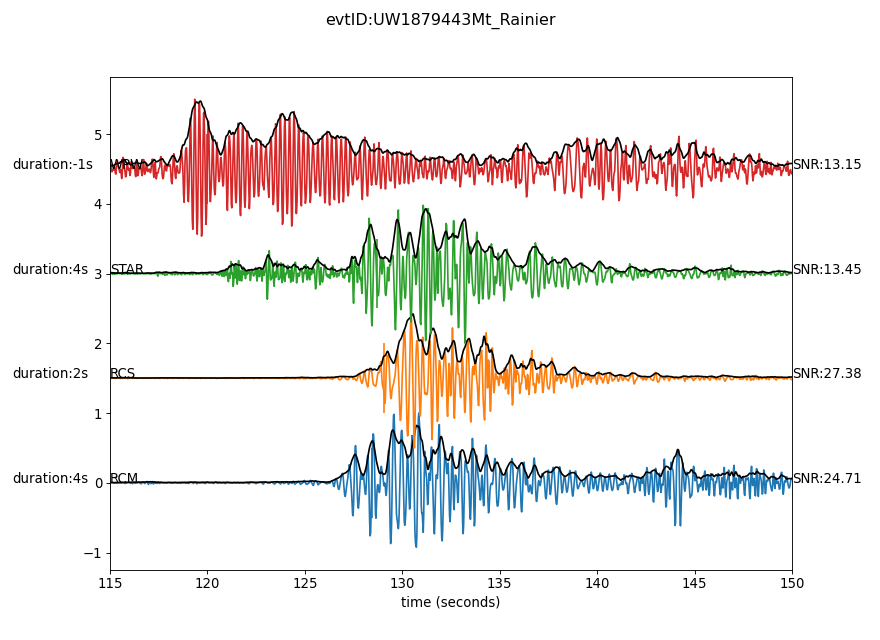 evtID:UW1879443Mt_Rainier
5
duration:-1s WPW SNR:13.15
4
duration:4s STAR SNR:13.45
3
2
duration:2s RCS SNR:27.38
1
duration:4s RCM SNR:24.71
0
−1
115 120 125 130 135 140 145 150
time (seconds)